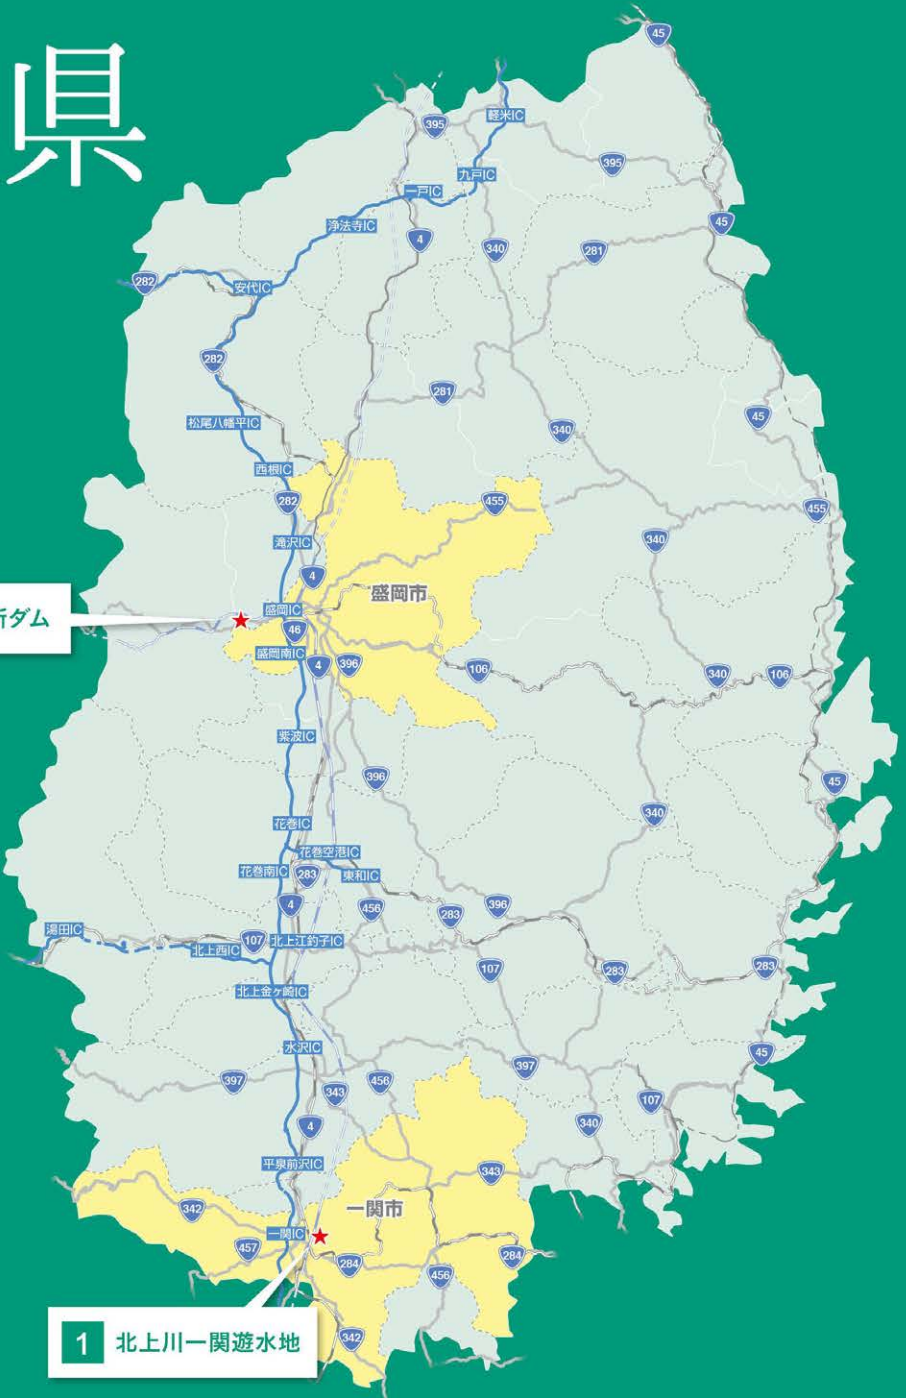 県
45
軽米IC
395
395
九戸IC
一戸IC
45
浄法寺IC
4
340
281
282
安代IC
282
281
45
松尾八幡平IC
340
西根IC
282
455
455
340
滝沢IC
4
盛岡市
盛岡IC
ダム
46
盛岡南IC
4
396
106
340
106
紫波IC
396
45
340
花巻IC
花巻空港IC
花巻南IC
283
東和IC
4
456
283
396
湯田IC
107
北上江釣子IC
北上西IC
107
283
283
北上金ヶ崎IC
水沢IC
45
397
343
456
397
107
4
340
平泉前沢IC
343
342
一関市
一関IC
457
284
284
456
342
1 北上川一関遊水地